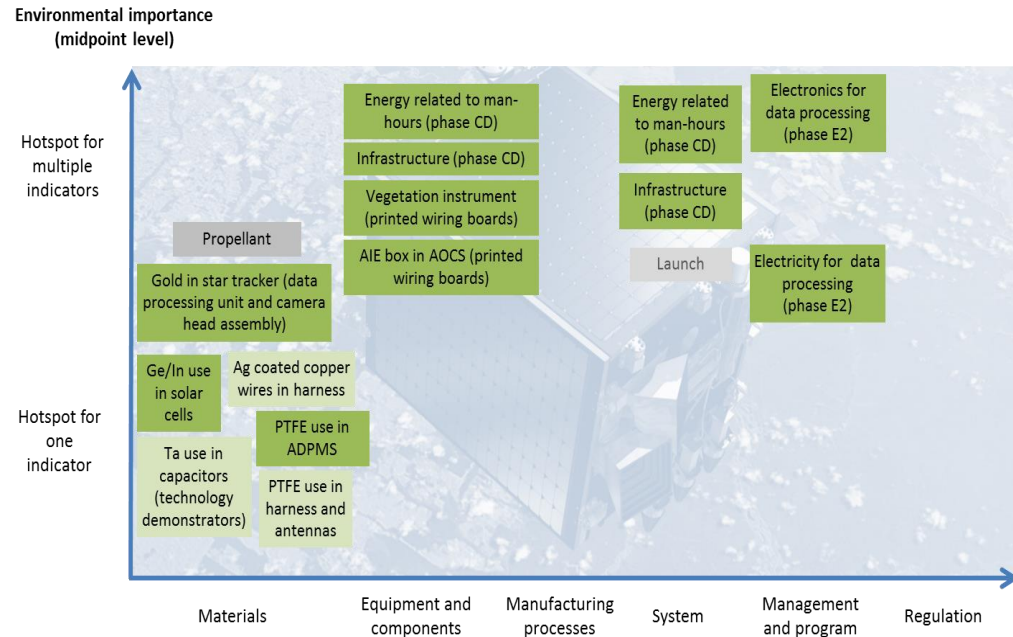 Environmental importance
(midpoint level)
Hotspot for
multiple
indicators
Hotspot for
one
indicator
Propellant
Gold in star tracker (data
processing unit and camera
head assembly)
Ge/In use
in solar
cells
Ag coated copper
wires in harness
PTFE use in
ADPMS
Ta use in
capacitors
(technology
demonstrators)
PTFE use in
harness and
antennas
Energy related to man-
hours (phase CD)
Infrastructure (phase CD)
Vegetation instrument
(printed wiring boards)
AIE box in AOCS (printed
wiring boards)
Energy related
to man-hours
(phase CD)
Infrastructure
(phase CD)
Launch
Electronics for
data processing
(phase E2)
Electricity for data
processing
(phase E2)
Materials
Equipment and
components
Manufacturing
processes
System
Management
and program
Regulation